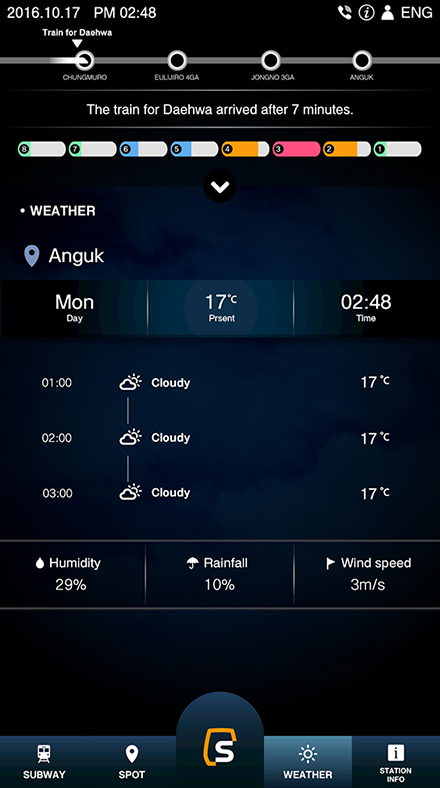 2016.10.17 PM 02:48 ENG
Train for Daehwa
CHUNGMURO EULIJIRO 4GA JONGNO 3GA ANGUK
The train for Daehwa arrived after 7 minutes.
8 7 6 5 4 3 2 1
• WEATHER
Anguk
Mon 17℃ 02:48
Day Prsent Time
01:00 Cloudy 17℃
02:00 Cloudy 17℃
03:00 Cloudy 17℃
Humidity Rainfall Wind speed
29% 10% 3m/s
S
SUBWAY SPOT WEATHER STATION
INFO